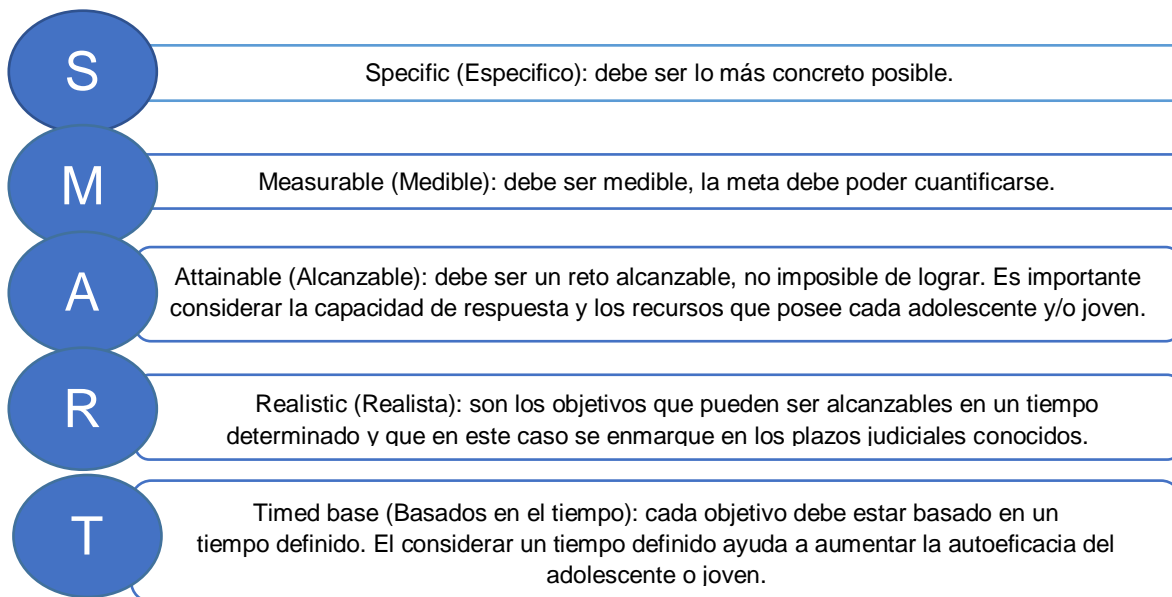 S
Specific (Especifico): debe ser lo más concreto posible.
M
Measurable (Medible): debe ser medible, la meta debe poder cuantificarse.
A
Attainable (Alcanzable): debe ser un reto alcanzable, no imposible de lograr. Es importante
considerar la capacidad de respuesta y los recursos que posee cada adolescente y/o joven.
R
Realistic (Realista): son los objetivos que pueden ser alcanzables en un tiempo
determinado y que en este caso se enmarque en los plazos judiciales conocidos.
T
Timed base (Basados en el tiempo): cada objetivo debe estar basado en un
tiempo definido. El considerar un tiempo definido ayuda a aumentar la autoeficacia del
adolescente o joven.